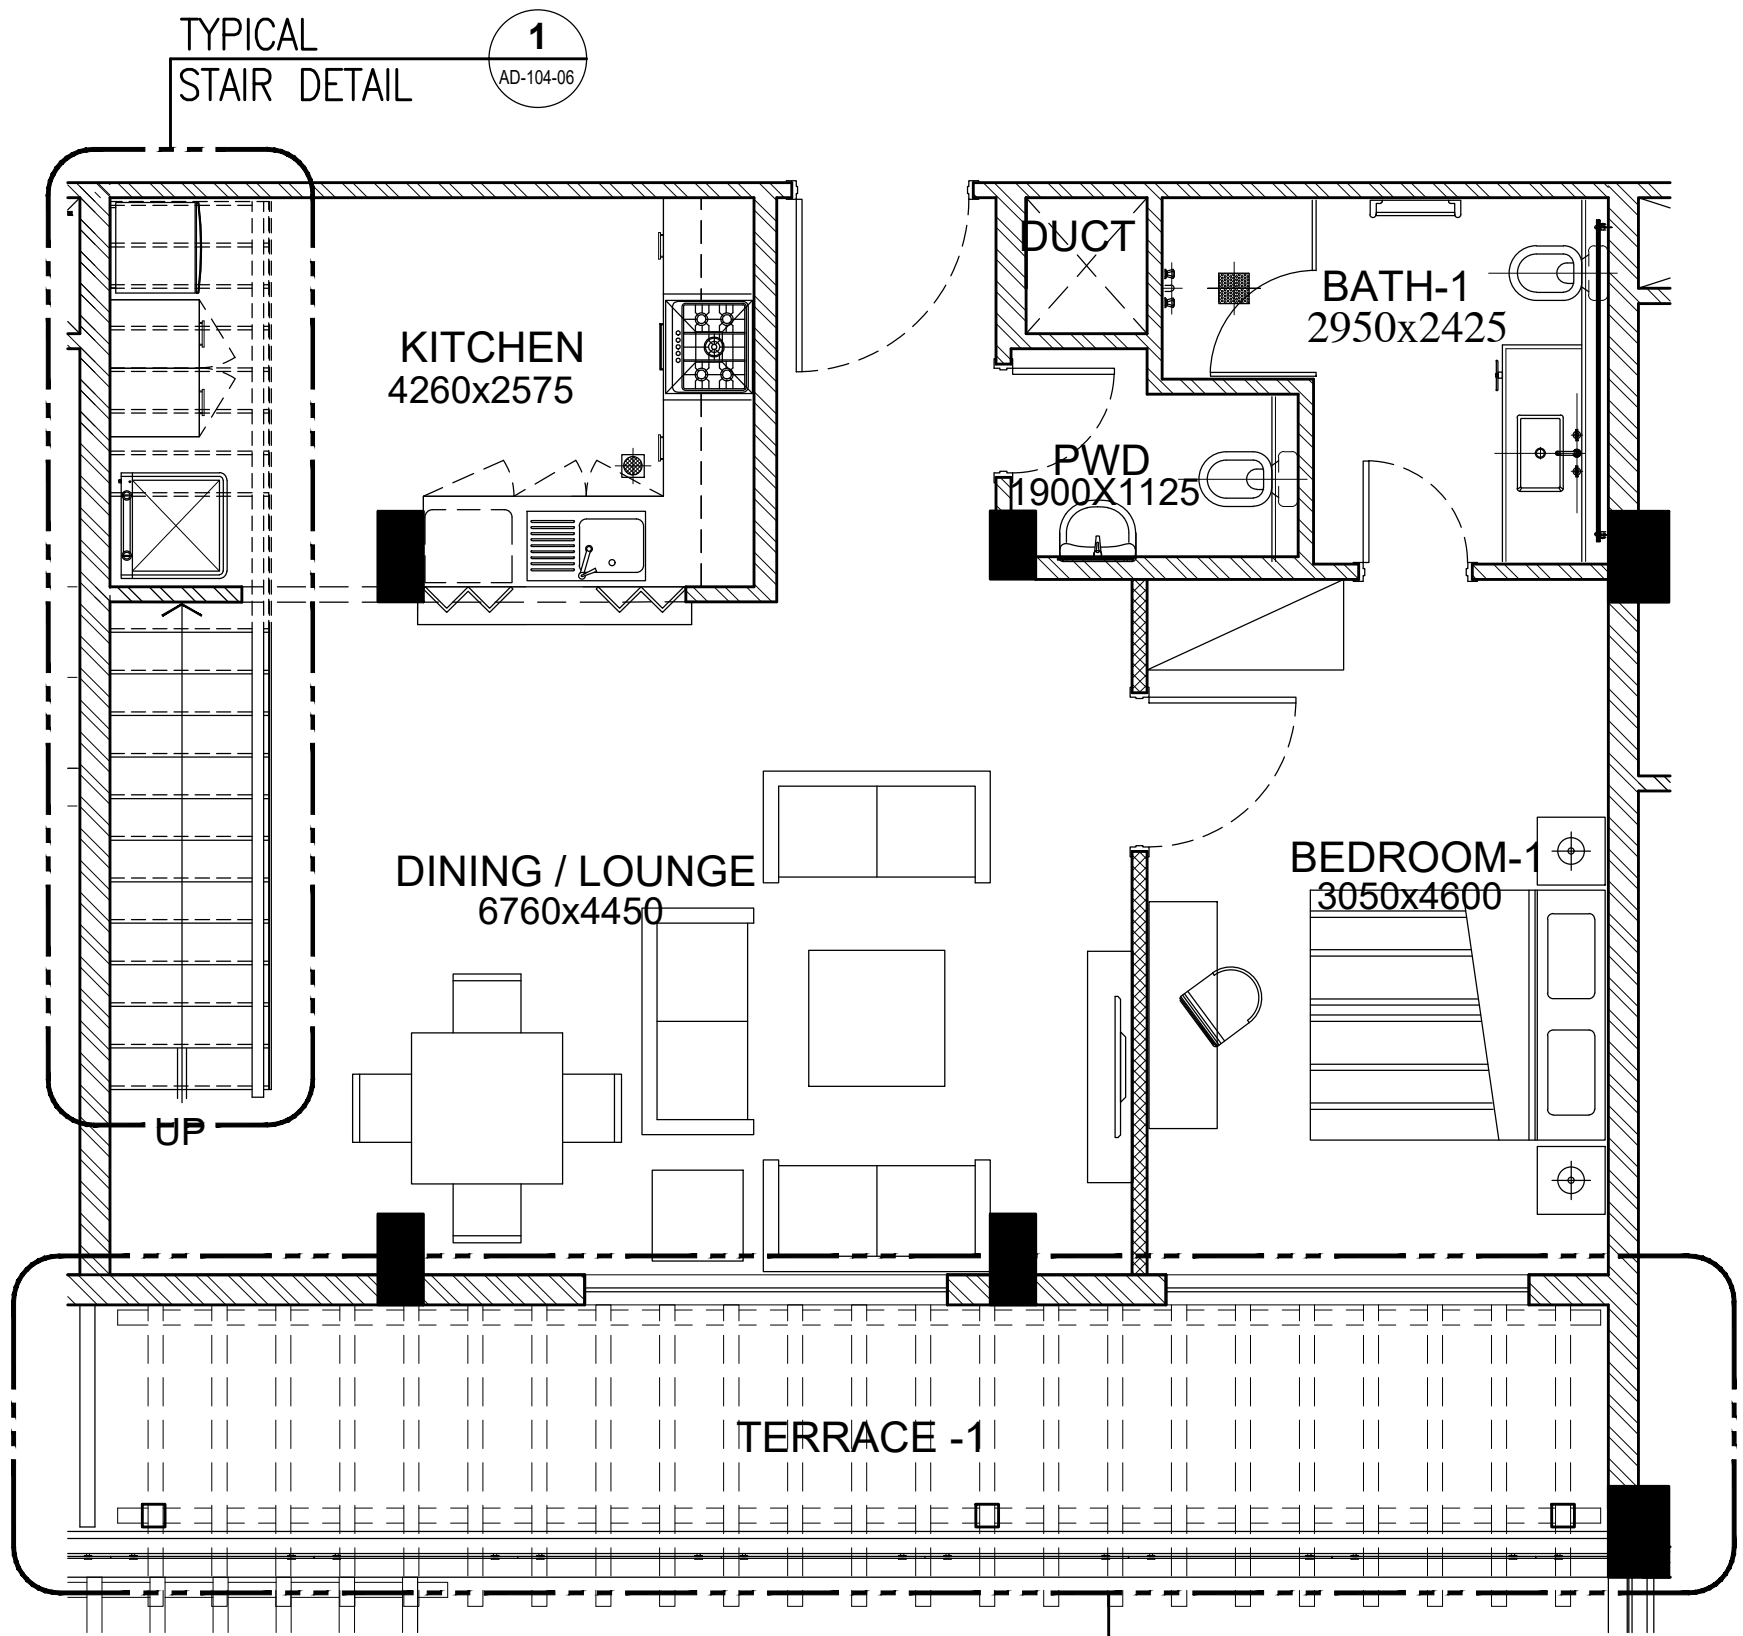 TYPICAL
STAIR DETAIL
1
AD-104-06
DUCT
BATH-1
2950x2425
KITCHEN
4260x2575
PWD
1900X1125
DINING / LOUNGE
6760x4450
BEDROOM-1
3050x4600
UP
TERRACE -1